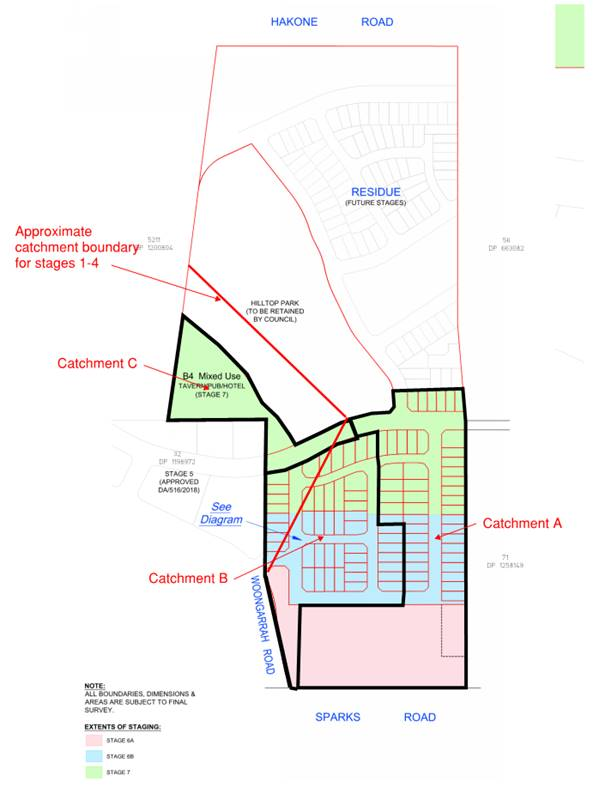 HAKONE ROAD
RESIDUE
(FUTURE STAGES)
Approximate
catchment boundary
for stages 1-4
5211
DP 1200804
56
DP 663082
HILLTOP PARK
(TO BE RETAINED
BY COUNCIL)
Catchment C
B4 Mixed Use
TAVERN/PUB/HOTEL
(STAGE 7)
32
DP 1198972
STAGE 5
(APPROVED
DA/516/2018)
See
Diagram
Catchment A
71
DP 1258149
Catchment B
WOONGARRAH ROAD
NOTE:
ALL BOUNDARIES, DIMENSIONS &
AREAS ARE SUBJECT TO FINAL
SURVEY.
SPARKS ROAD
EXTENTS OF STAGING:
STAGE 6A
STAGE 6B
STAGE 7